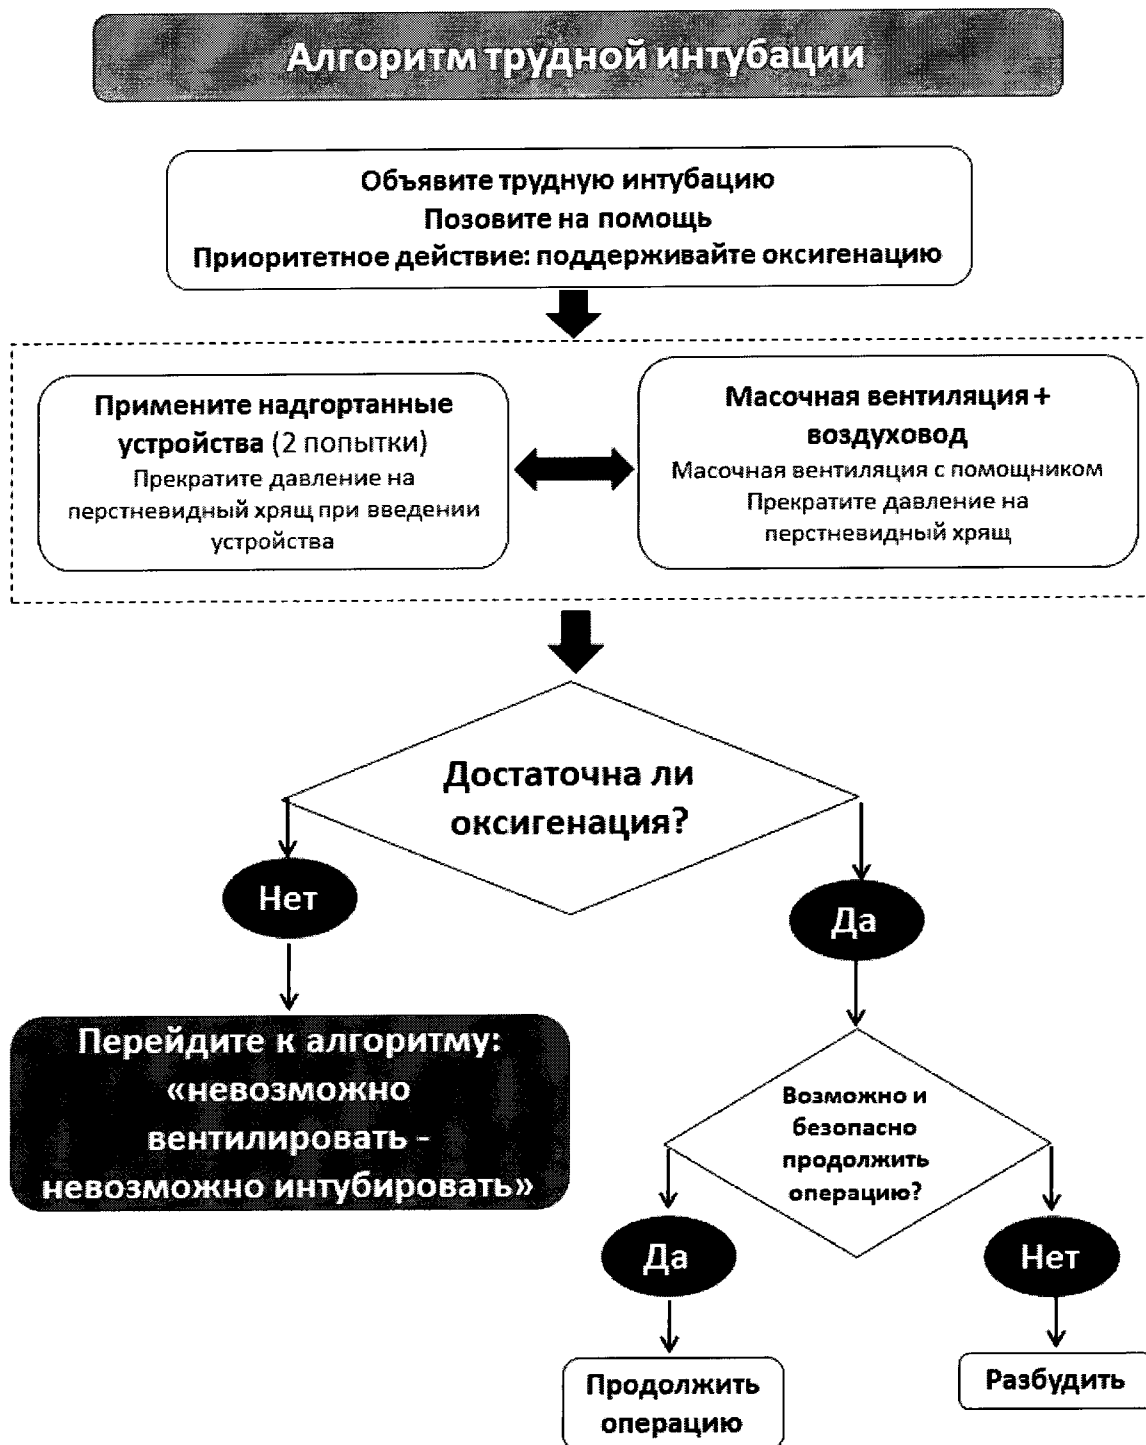 Алгоритм трудной интубации
Объявите трудную интубацию
Позовите на помощь
Приоритетное действие: поддерживайте оксигенацию
Примените надгортанные
устройства (2 попытки)
Прекратите давление на
перстневидный хрящ при введении
устройства
Масочная вентиляция +
воздуховод
Масочная вентиляция с помощником
Прекратите давление на
перстневидный хрящ
Достаточна ли
оксигенация?
Нет
Да
Перейдите к алгоритму:
«невозможно
вентилировать -
невозможно интубировать»
Возможно и
безопасно
продолжить
операцию?
Да
Нет
Продолжить
операцию
Разбудить